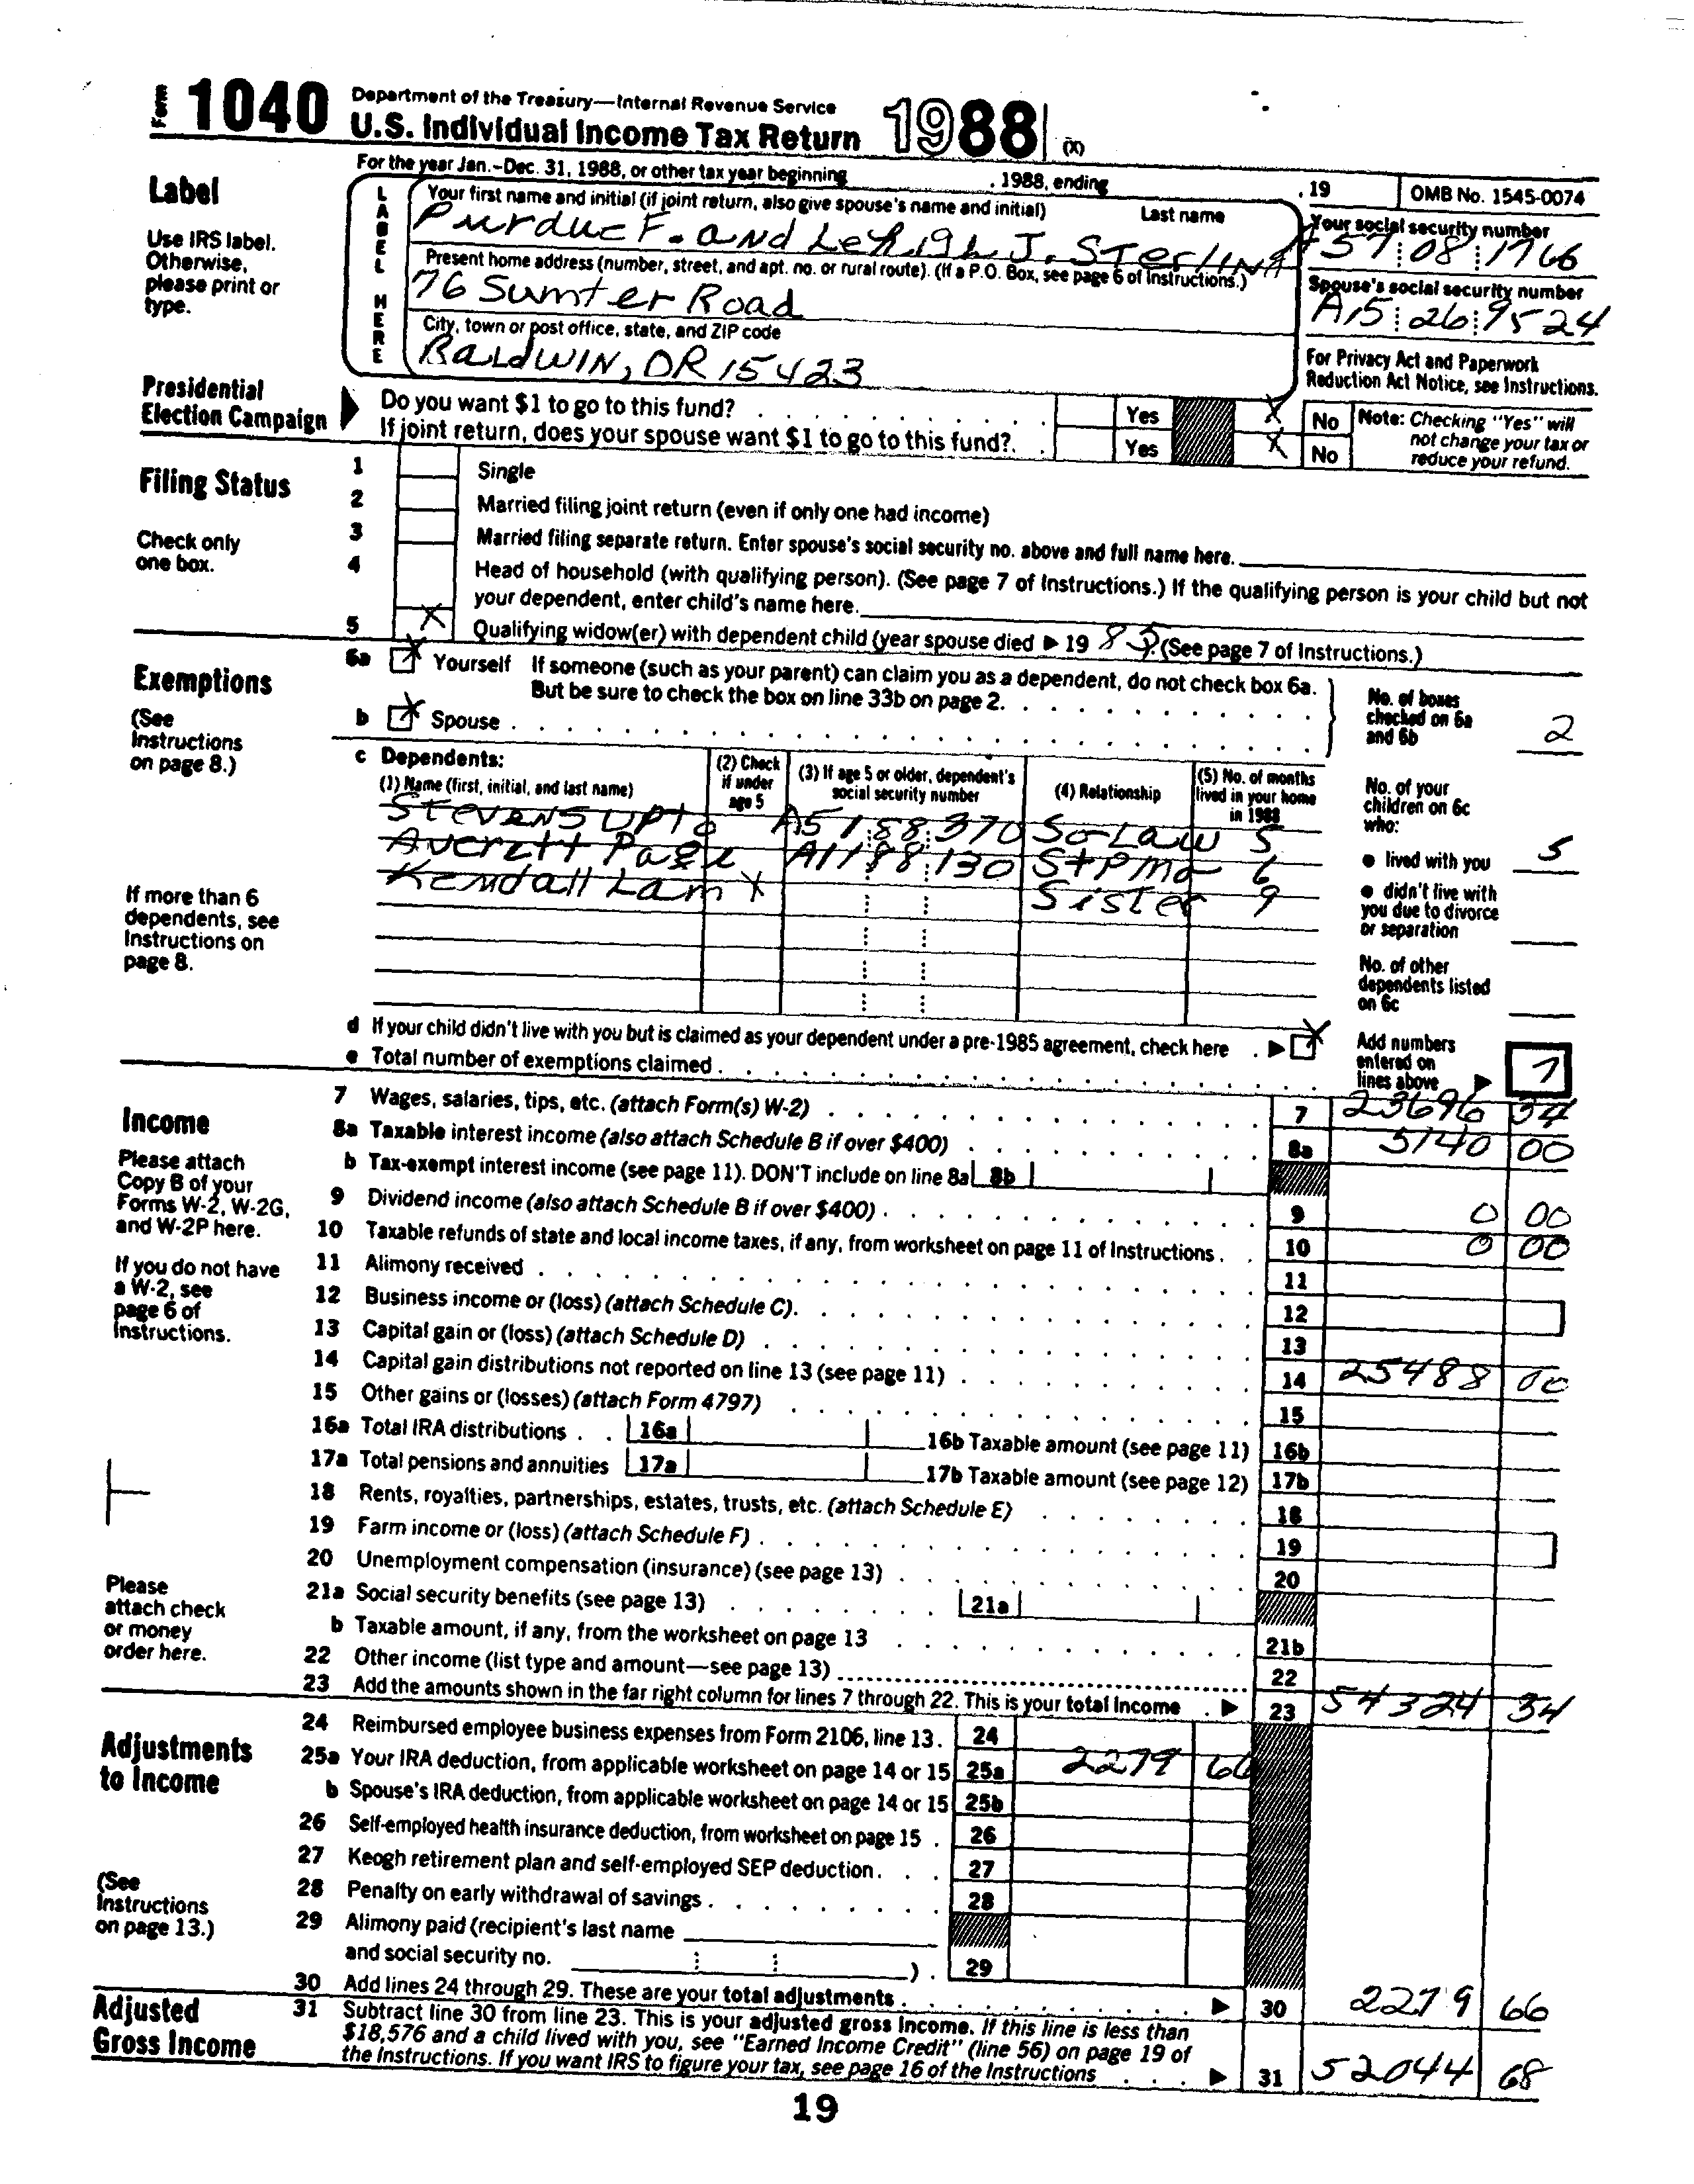 Form 1040 Department of the Treasury—Internal Revenue Service
U.S. Individual Income Tax Return 1988 (X)
For the year Jan.-Dec. 31, 1988, or other tax year beginning , 1988, ending , 19 OMB No. 1545-0074
Label
Use IRS label. Otherwise, please print or type.
LABEL HERE
Your first name and initial (if joint return, also give spouse's name and initial) Last name
Purdue F. and Lehigh J. Sterling
Your social security number
A 57 08 1766
Present home address (number, street, and apt. no. or rural route). (If a P.O. Box, see page 6 of Instructions.)
76 Sumter Road
Spouse's social security number
A15 26 9524
City, town or post office, state, and ZIP code
BALDWIN, OR 15423
For Privacy Act and Paperwork Reduction Act Notice, see Instructions.
Presidential Election Campaign
Do you want $1 to go to this fund? Yes X No
If joint return, does your spouse want $1 to go to this fund? Yes X No
Note: Checking "Yes" will not change your tax or reduce your refund.
Filing Status
Check only one box.
1 Single
2 Married filing joint return (even if only one had income)
3 Married filing separate return. Enter spouse's social security no. above and full name here.
4 Head of household (with qualifying person). (See page 7 of Instructions.) If the qualifying person is your child but not
your dependent, enter child's name here.
5 X Qualifying widow(er) with dependent child (year spouse died ▶ 19 85). (See page 7 of Instructions.)
Exemptions
(See Instructions on page 8.)
6a X Yourself If someone (such as your parent) can claim you as a dependent, do not check box 6a.
But be sure to check the box on line 33b on page 2.
b X Spouse
No. of boxes checked on 6a and 6b 2
c Dependents:
(1) Name (first, initial, and last name) (2) Check if under age 5 (3) If age 5 or older, dependent's social security number (4) Relationship (5) No. of months lived in your home in 1988
Stevens Upto A51 88 370 So Law 5
Averett Page A11 88 130 StpMo 6
Kendall Lam X Sister 9
No. of your children on 6c who:
● lived with you 5
● didn't live with you due to divorce or separation
No. of other dependents listed on 6c
If more than 6 dependents, see Instructions on page 8.
d If your child didn't live with you but is claimed as your dependent under a pre-1985 agreement, check here ▶ X
e Total number of exemptions claimed
Add numbers entered on lines above ▶ 7
Income
Please attach Copy B of your Forms W-2, W-2G, and W-2P here.
If you do not have a W-2, see page 6 of Instructions.
Please attach check or money order here.
7 Wages, salaries, tips, etc. (attach Form(s) W-2) 7 23696 34
8a Taxable interest income (also attach Schedule B if over $400) 8a 5140 00
b Tax-exempt interest income (see page 11). DON'T include on line 8a 8b
9 Dividend income (also attach Schedule B if over $400) 9 0 00
10 Taxable refunds of state and local income taxes, if any, from worksheet on page 11 of Instructions 10 0 00
11 Alimony received 11
12 Business income or (loss) (attach Schedule C) 12
13 Capital gain or (loss) (attach Schedule D) 13
14 Capital gain distributions not reported on line 13 (see page 11) 14 25488 00
15 Other gains or (losses) (attach Form 4797) 15
16a Total IRA distributions 16a 16b Taxable amount (see page 11) 16b
17a Total pensions and annuities 17a 17b Taxable amount (see page 12) 17b
18 Rents, royalties, partnerships, estates, trusts, etc. (attach Schedule E) 18
19 Farm income or (loss) (attach Schedule F) 19
20 Unemployment compensation (insurance) (see page 13) 20
21a Social security benefits (see page 13) 21a
b Taxable amount, if any, from the worksheet on page 13 21b
22 Other income (list type and amount—see page 13) 22
23 Add the amounts shown in the far right column for lines 7 through 22. This is your total income ▶ 23 54324 34
Adjustments to Income
(See Instructions on page 13.)
24 Reimbursed employee business expenses from Form 2106, line 13. 24
25a Your IRA deduction, from applicable worksheet on page 14 or 15 25a 2279 66
b Spouse's IRA deduction, from applicable worksheet on page 14 or 15 25b
26 Self-employed health insurance deduction, from worksheet on page 15 26
27 Keogh retirement plan and self-employed SEP deduction 27
28 Penalty on early withdrawal of savings 28
29 Alimony paid (recipient's last name
and social security no. ) 29
30 Add lines 24 through 29. These are your total adjustments ▶ 30 2279 66
Adjusted Gross Income
31 Subtract line 30 from line 23. This is your adjusted gross income. If this line is less than
$18,576 and a child lived with you, see "Earned Income Credit" (line 56) on page 19 of
the Instructions. If you want IRS to figure your tax, see page 16 of the Instructions ▶ 31 52044 68
19